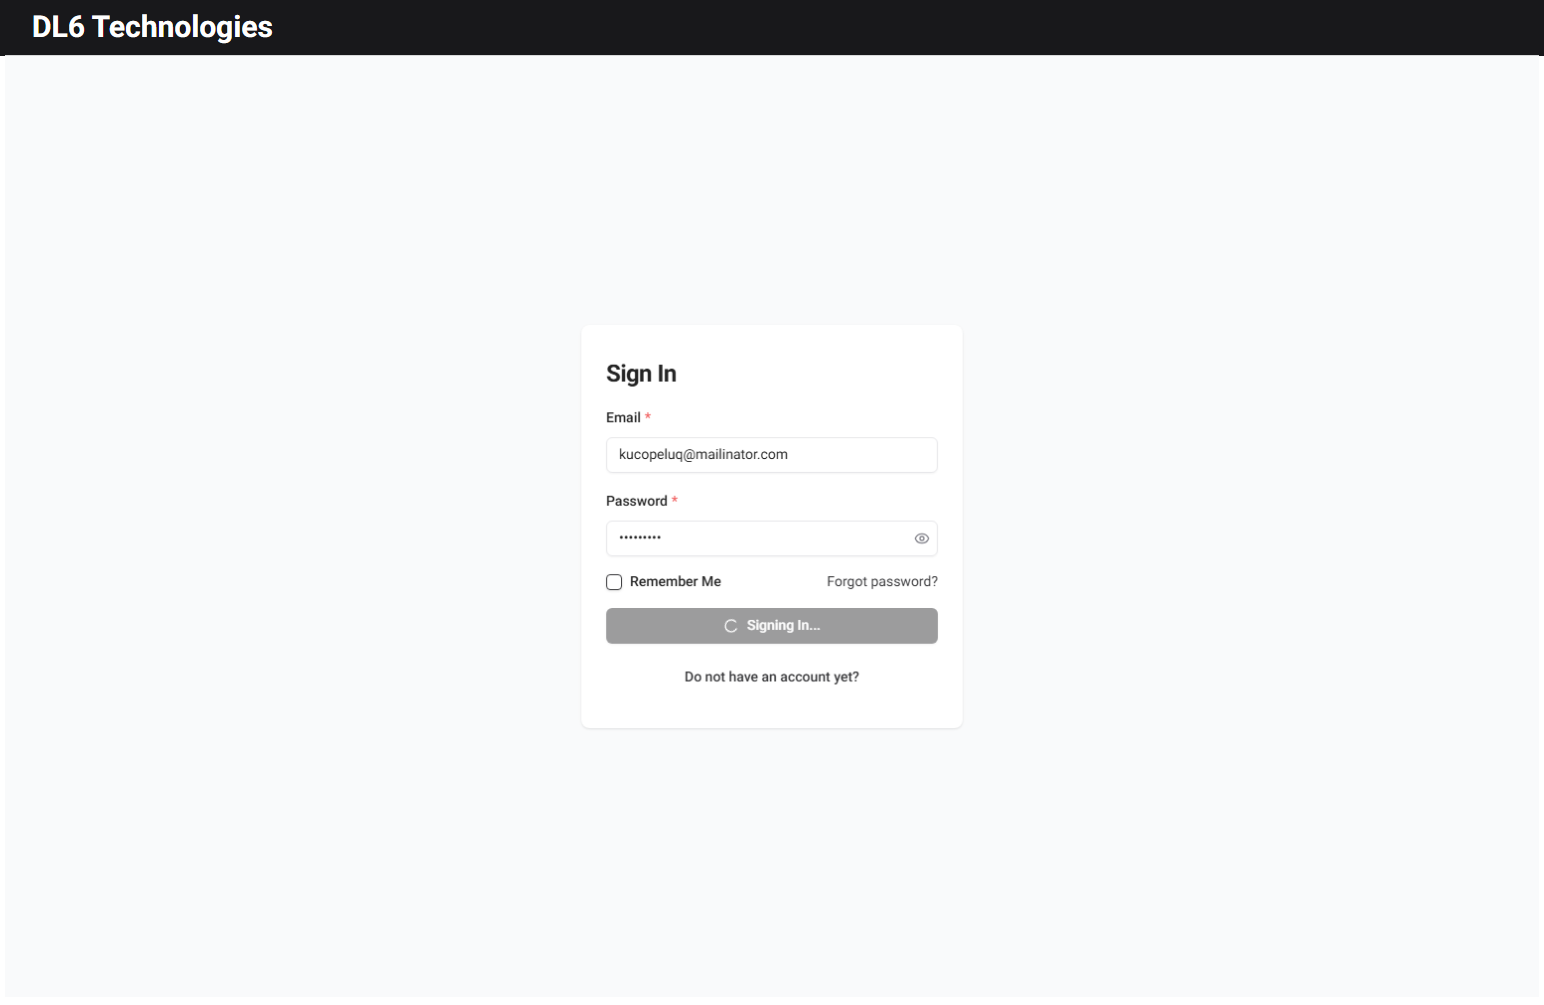 DL6 Technologies
Sign In
Email *
kucopeluq@mailinator.com
Password *
•••••••••
Remember Me
Forgot password?
Signing In...
Do not have an account yet?